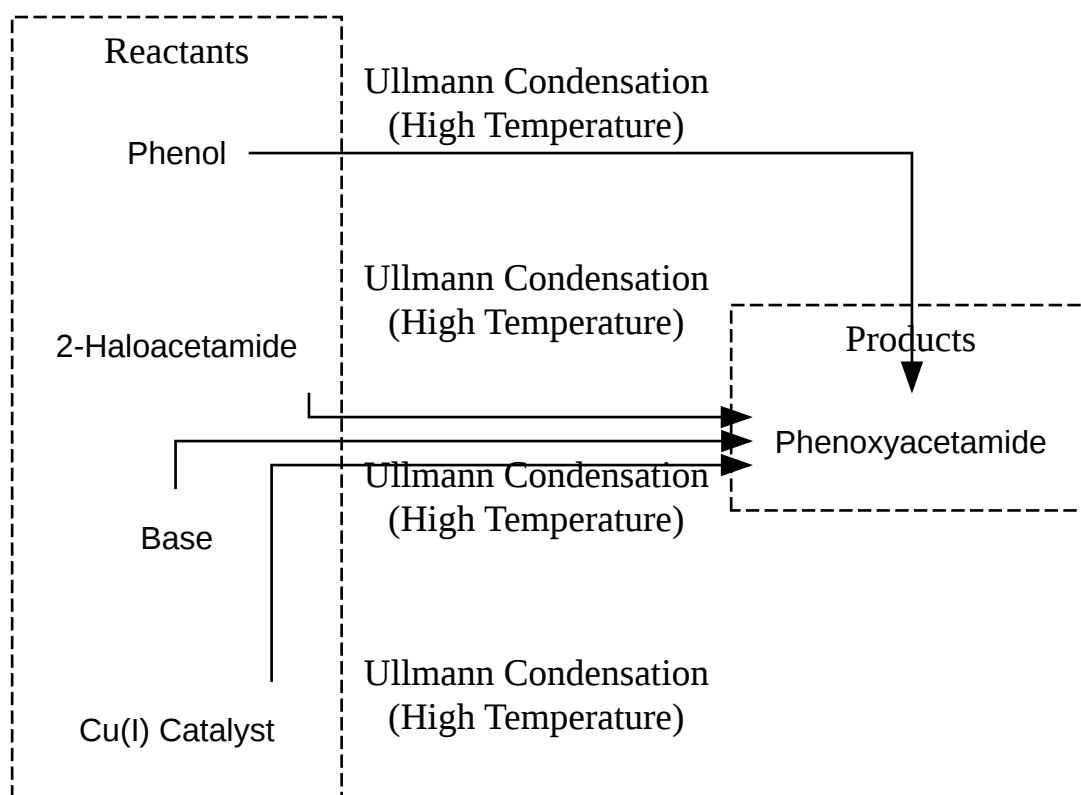 Reactants
Ullmann Condensation
(High Temperature)
Phenol
Ullmann Condensation
(High Temperature)
2-Haloacetamide
Products
Phenoxyacetamide
Ullmann Condensation
(High Temperature)
Base
Ullmann Condensation
(High Temperature)
Cu(I) Catalyst